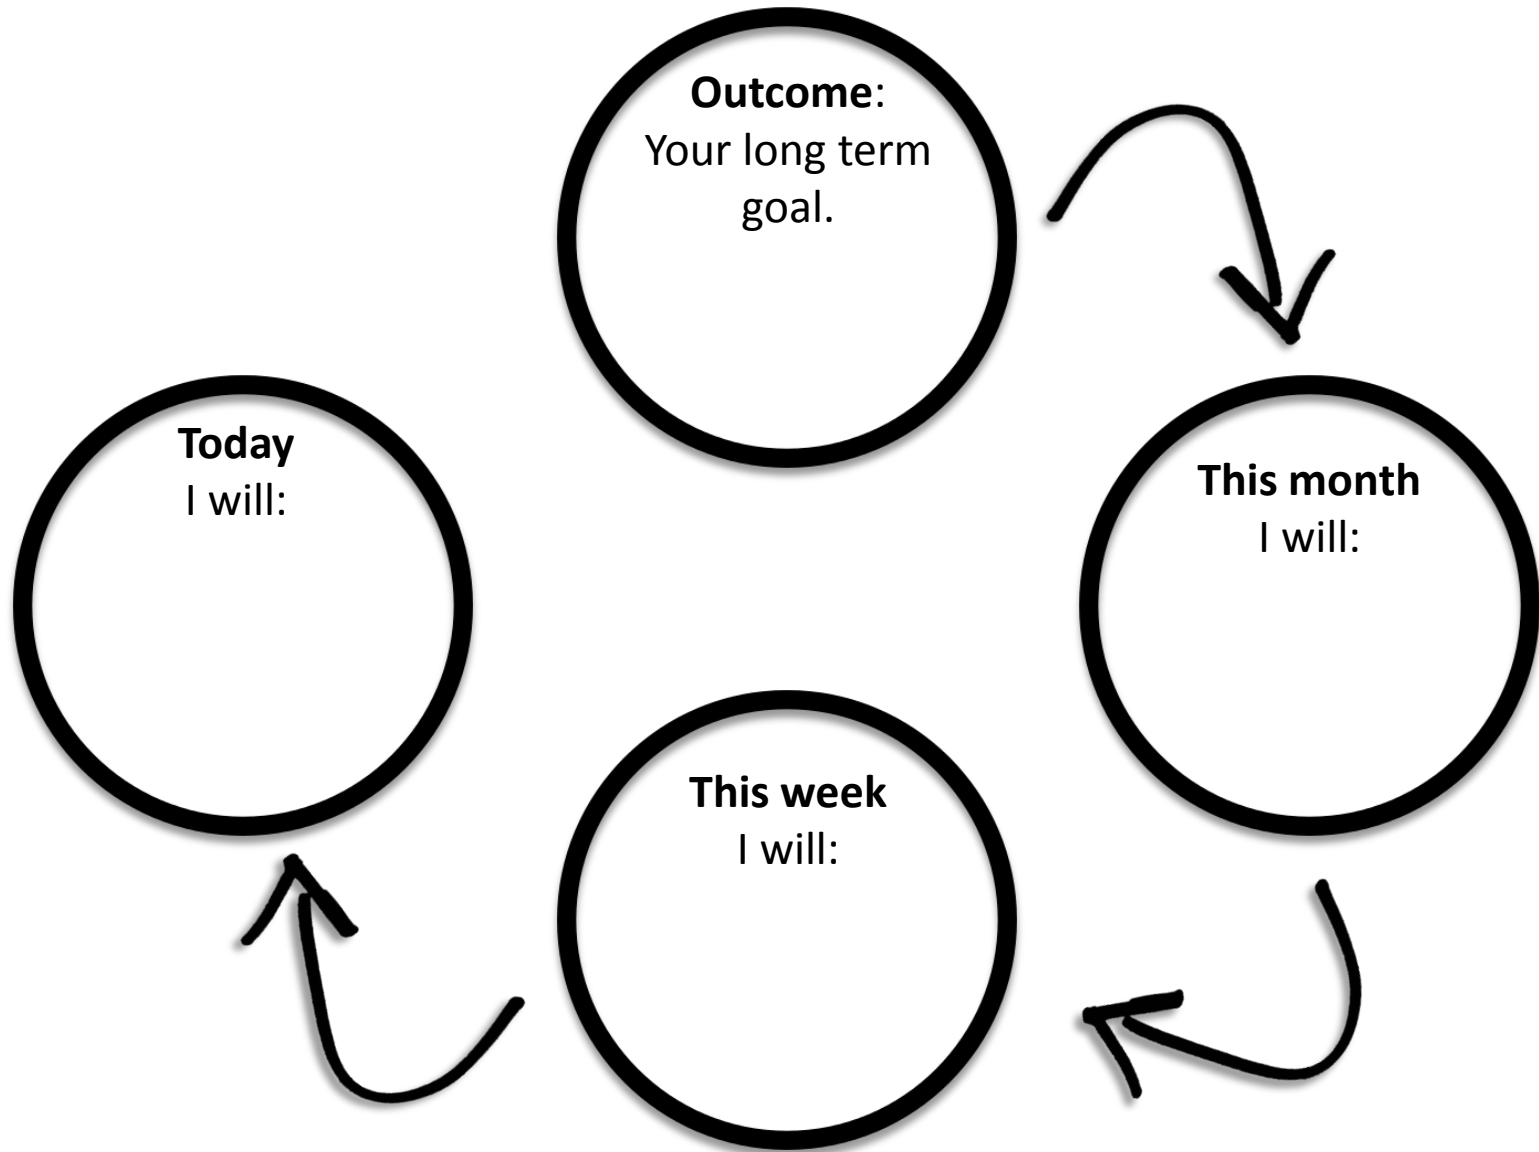 Outcome:
Your long term
goal.
This month
I will:
This week
I will:
Today
I will: